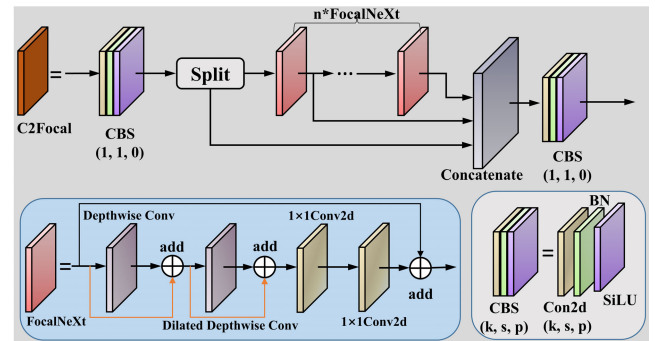 n*FocalNeXt
Split
...
=
C2Focal
CBS
(1, 1, 0)
Concatenate
CBS
(1, 1, 0)
Depthwise Conv
add
add
1×1Conv2d
=
add
FocalNeXt
Dilated Depthwise Conv
1×1Conv2d
BN
=
SiLU
CBS
(k, s, p)
Con2d
(k, s, p)